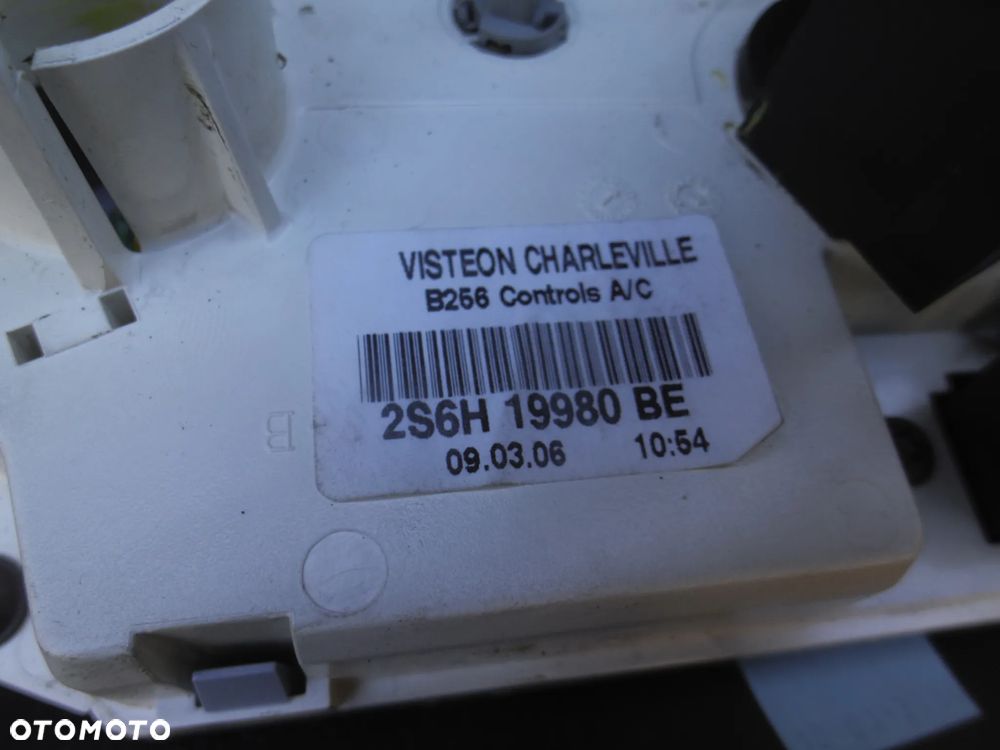 VISTEON CHARLEVILLE
B256 Controls A/C
2S6H 19980 BE
09.03.06 10:54
B
OTOMOTO